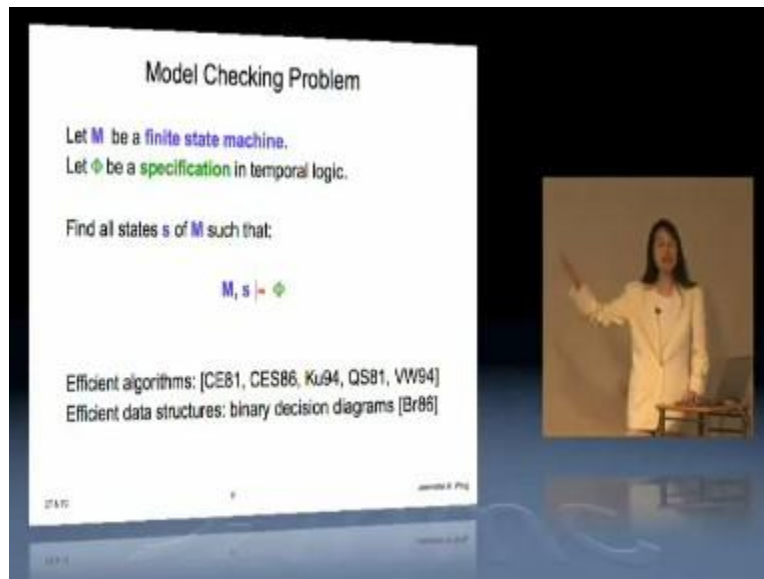 Model Checking Problem
Let M be a finite state machine.
Let Φ be a specification in temporal logic.
Find all states s of M such that:
M, s |= Φ
Efficient algorithms: [CE81, CES86, Ku94, QS81, VW94]
Efficient data structures: binary decision diagrams [Br86]